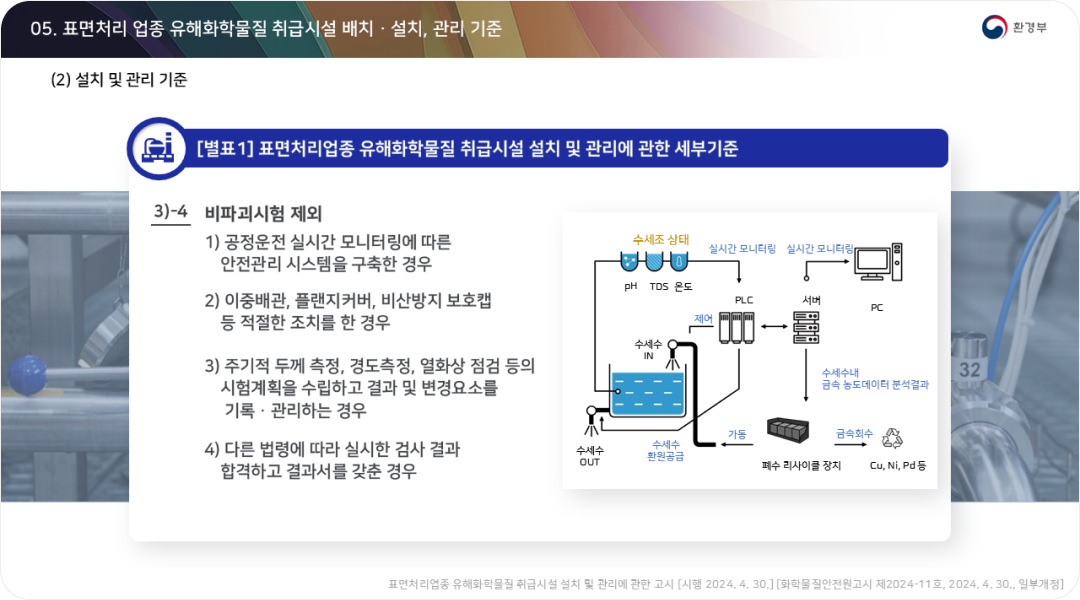 05. 표면처리 업종 유해화학물질 취급시설 배치 · 설치, 관리 기준
환경부
(2) 설치 및 관리 기준
[별표1] 표면처리업종 유해화학물질 취급시설 설치 및 관리에 관한 세부기준
3)-4 비파괴시험 제외
1) 공정운전 실시간 모니터링에 따른
안전관리 시스템을 구축한 경우
2) 이중배관, 플랜지커버, 비산방지 보호캡
등 적절한 조치를 한 경우
3) 주기적 두께 측정, 경도측정, 열화상 점검 등의
시험계획을 수립하고 결과 및 변경요소를
기록 · 관리하는 경우
4) 다른 법령에 따라 실시한 검사 결과
합격하고 결과서를 갖춘 경우
수세조 상태
실시간 모니터링
실시간 모니터링
pH TDS 온도
PLC
서버
PC
제어
수세수
IN
수세수내
금속 농도데이터 분석결과
수세수
OUT
수세수
환원공급
가동
금속회수
폐수 리사이클 장치
Cu, Ni, Pd 등
32
표면처리업종 유해화학물질 취급시설 설치 및 관리에 관한 고시 [시행 2024. 4. 30.] [화학물질안전원고시 제2024-11호, 2024. 4. 30., 일부개정]